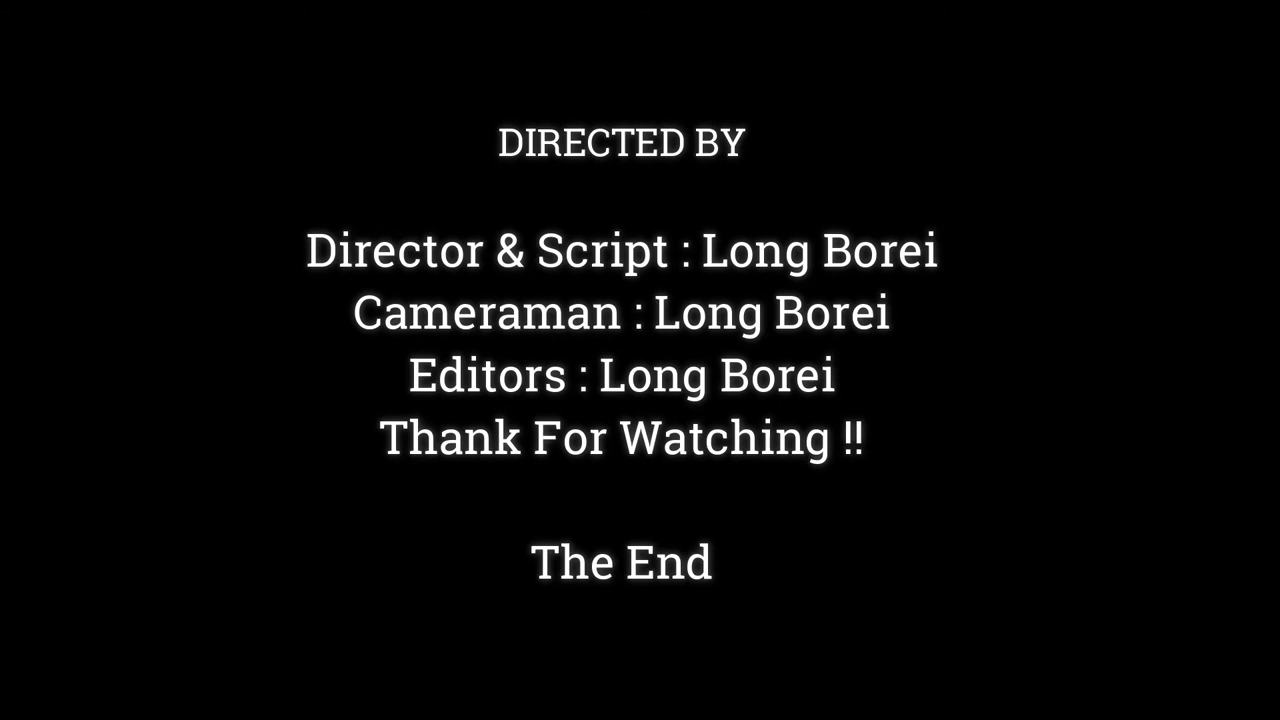 DIRECTED BY
Director & Script : Long Borei
Cameraman : Long Borei
Editors : Long Borei
Thank For Watching !!
The End